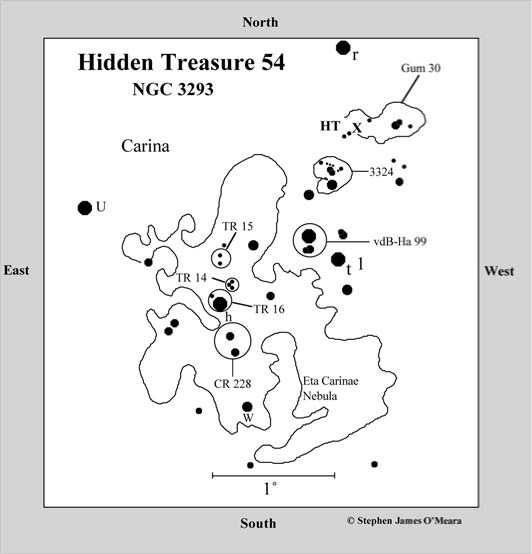 North
Hidden Treasure 54
NGC 3293
r
Gum 30
HT
X
Carina
3324
U
TR 15
vdB-Ha 99
East
t
l
West
TR 14
TR 16
h
CR 228
Eta Carinae
Nebula
W
1°
South
© Stephen James O'Meara